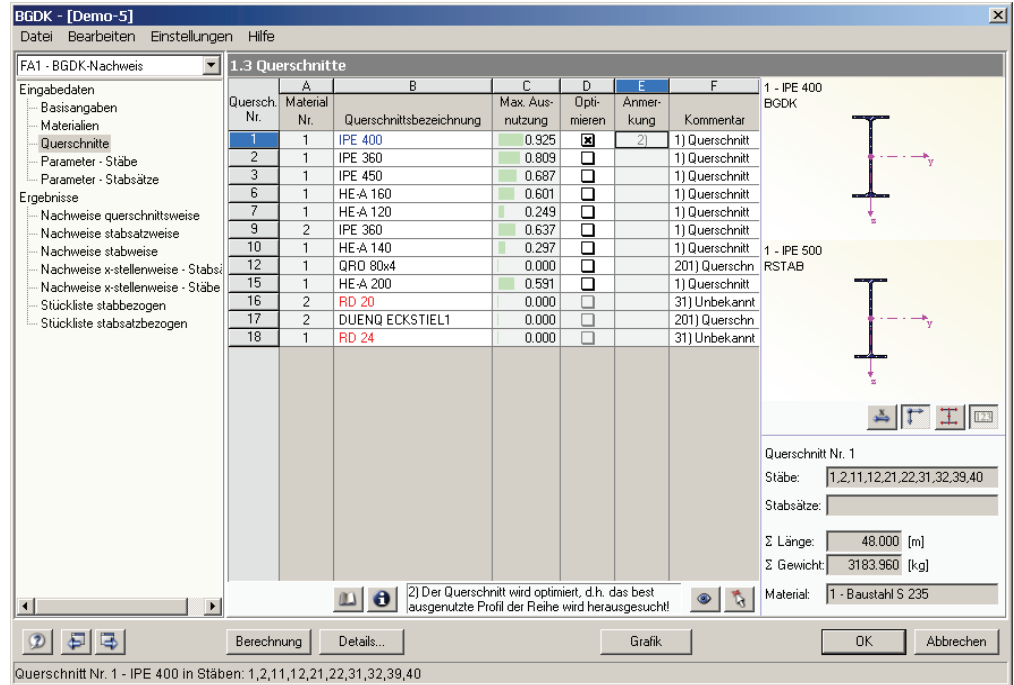 BGDK - [Demo-5]
Datei Bearbeiten Einstellungen Hilfe
FA1 - BGDK-Nachweis
Eingabedaten
Basisangaben
Materialien
Querschnitte
Parameter - Stäbe
Parameter - Stabsätze
Ergebnisse
Nachweise querschnittsweise
Nachweise stabsatzweise
Nachweise stabweise
Nachweise x-stellenweise - Stabsä
Nachweise x-stellenweise - Stäbe
Stückliste stabbezogen
Stückliste stabsatzbezogen
1.3 Querschnitte
A B C D E F
Quersch. Nr. Material Nr. Querschnittsbezeichnung Max. Aus- nutzung Opti- mieren Anmer- kung Kommentar
1 1 IPE 400 0.925 2) 1) Querschnitt
2 1 IPE 360 0.809 1) Querschnitt
3 1 IPE 450 0.687 1) Querschnitt
6 1 HE-A 160 0.601 1) Querschnitt
7 1 HE-A 120 0.249 1) Querschnitt
9 2 IPE 360 0.637 1) Querschnitt
10 1 HE-A 140 0.297 1) Querschnitt
12 1 QRO 80x4 0.000 201) Querschn
15 1 HE-A 200 0.591 1) Querschnitt
16 2 RD 20 0.000 31) Unbekannt
17 2 DUENQ ECKSTIEL1 0.000 201) Querschn
18 1 RD 24 0.000 31) Unbekannt
2) Der Querschnitt wird optimiert, d.h. das best
ausgenutzte Profil der Reihe wird herausgesucht!
1 - IPE 400
BGDK
y
z
1 - IPE 500
RSTAB
y
z
123
Querschnitt Nr. 1
Stäbe: 1,2,11,12,21,22,31,32,39,40
Stabsätze:
Σ Länge: 48.000 [m]
Σ Gewicht: 3183.960 [kg]
Material: 1 - Baustahl S 235
Berechnung Details... Grafik OK Abbrechen
Querschnitt Nr. 1 - IPE 400 in Stäben: 1,2,11,12,21,22,31,32,39,40